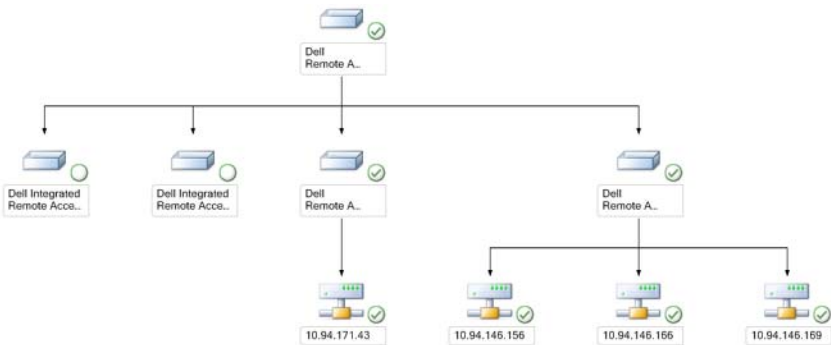 Dell
Remote A...
Dell Integrated
Remote Acce...
Dell Integrated
Remote Acce...
Dell
Remote A...
Dell
Remote A...
10.94.171.43
10.94.146.156
10.94.146.166
10.94.146.169